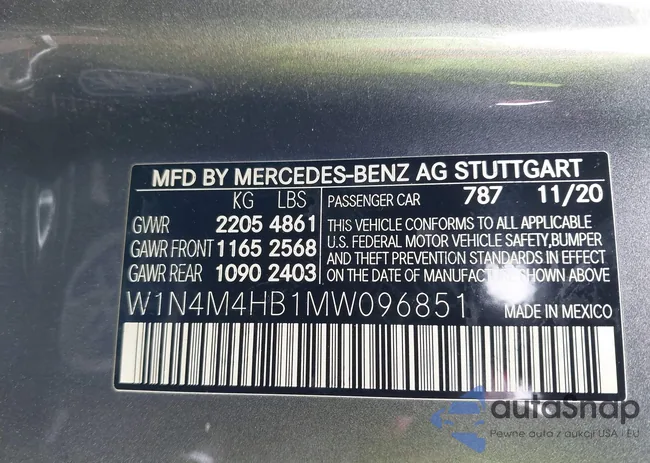 MFD BY MERCEDES-BENZ AG STUTTGART
KG LBS
GVWR 2205 4861
GAWR FRONT 1165 2568
GAWR REAR 1090 2403
PASSENGER CAR 787 11/20
THIS VEHICLE CONFORMS TO ALL APPLICABLE
U.S. FEDERAL MOTOR VEHICLE SAFETY,BUMPER
AND THEFT PREVENTION STANDARDS IN EFFECT
ON THE DATE OF MANUFACTURE SHOWN ABOVE
W1N4M4HB1MW096851 MADE IN MEXICO
autoSnap
Pewne auta z aukcji USA i EU